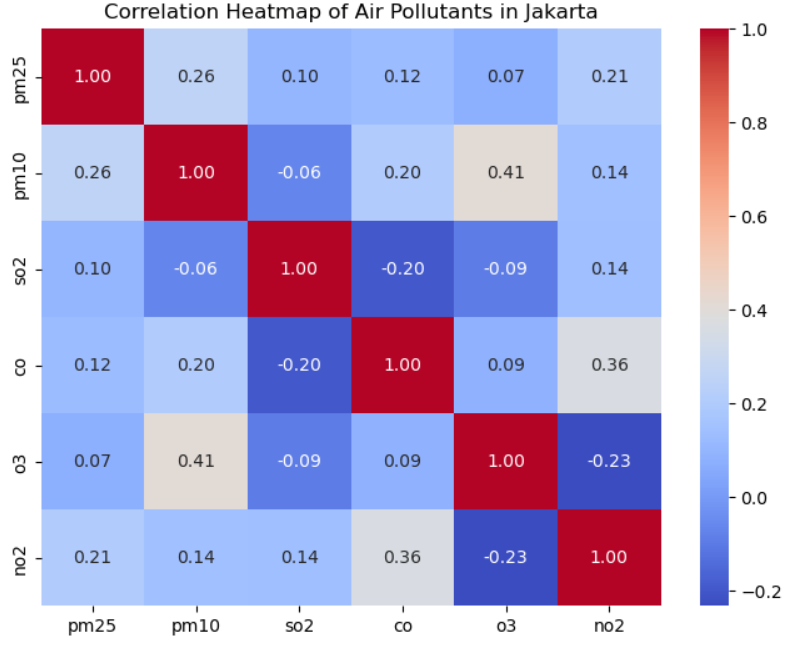 Correlation Heatmap of Air Pollutants in Jakarta
pm25 1.00 0.26 0.10 0.12 0.07 0.21
pm10 0.26 1.00 -0.06 0.20 0.41 0.14
so2 0.10 -0.06 1.00 -0.20 -0.09 0.14
co 0.12 0.20 -0.20 1.00 0.09 0.36
o3 0.07 0.41 -0.09 0.09 1.00 -0.23
no2 0.21 0.14 0.14 0.36 -0.23 1.00
pm25 pm10 so2 co o3 no2
1.0
0.8
0.6
0.4
0.2
0.0
−0.2